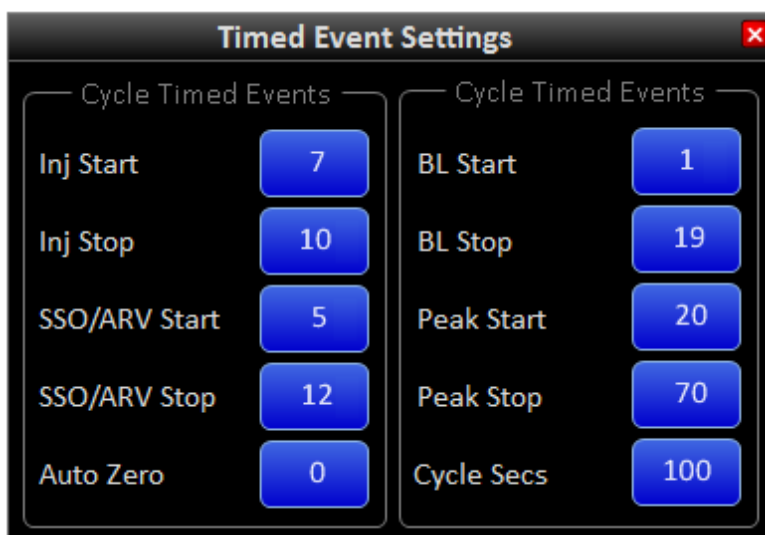 Timed Event Settings
Cycle Timed Events
Inj Start 7
Inj Stop 10
SSO/ARV Start 5
SSO/ARV Stop 12
Auto Zero 0
Cycle Timed Events
BL Start 1
BL Stop 19
Peak Start 20
Peak Stop 70
Cycle Secs 100